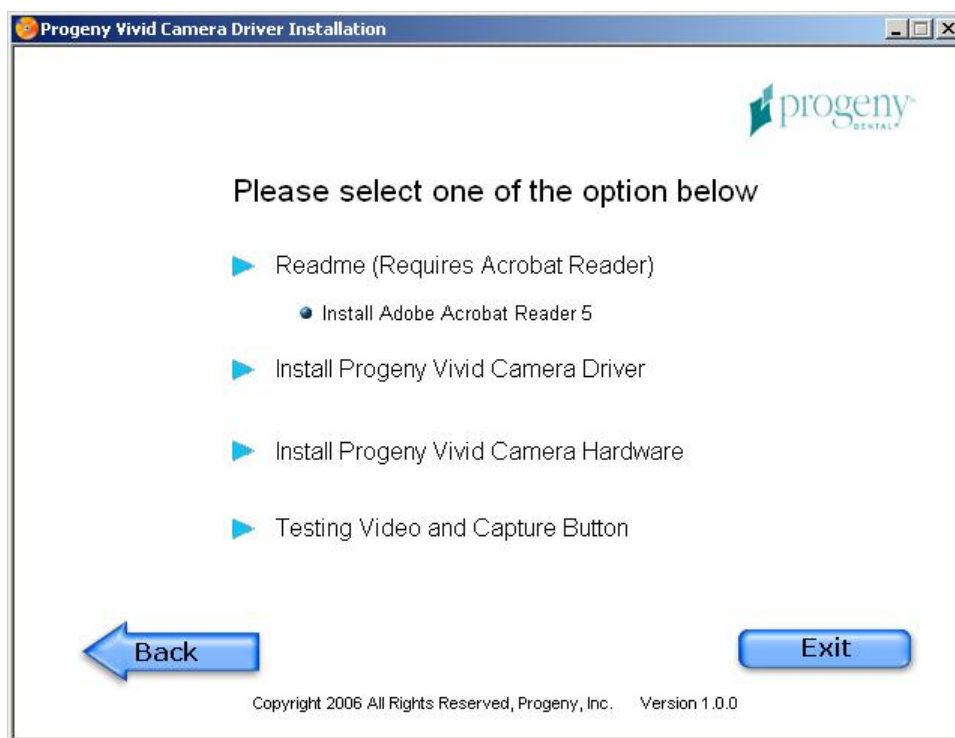 Progeny Vivid Camera Driver Installation
progeny™
DENTAL
Please select one of the option below
Readme (Requires Acrobat Reader)
Install Adobe Acrobat Reader 5
Install Progeny Vivid Camera Driver
Install Progeny Vivid Camera Hardware
Testing Video and Capture Button
Back
Exit
Copyright 2006 All Rights Reserved, Progeny, Inc. Version 1.0.0